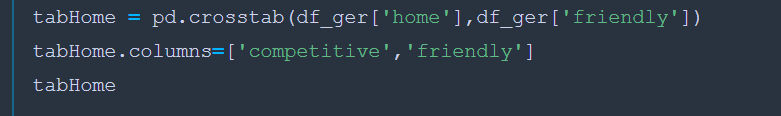 tabHome = pd.crosstab(df_ger['home'],df_ger['friendly'])
tabHome.columns=['competitive','friendly']
tabHome